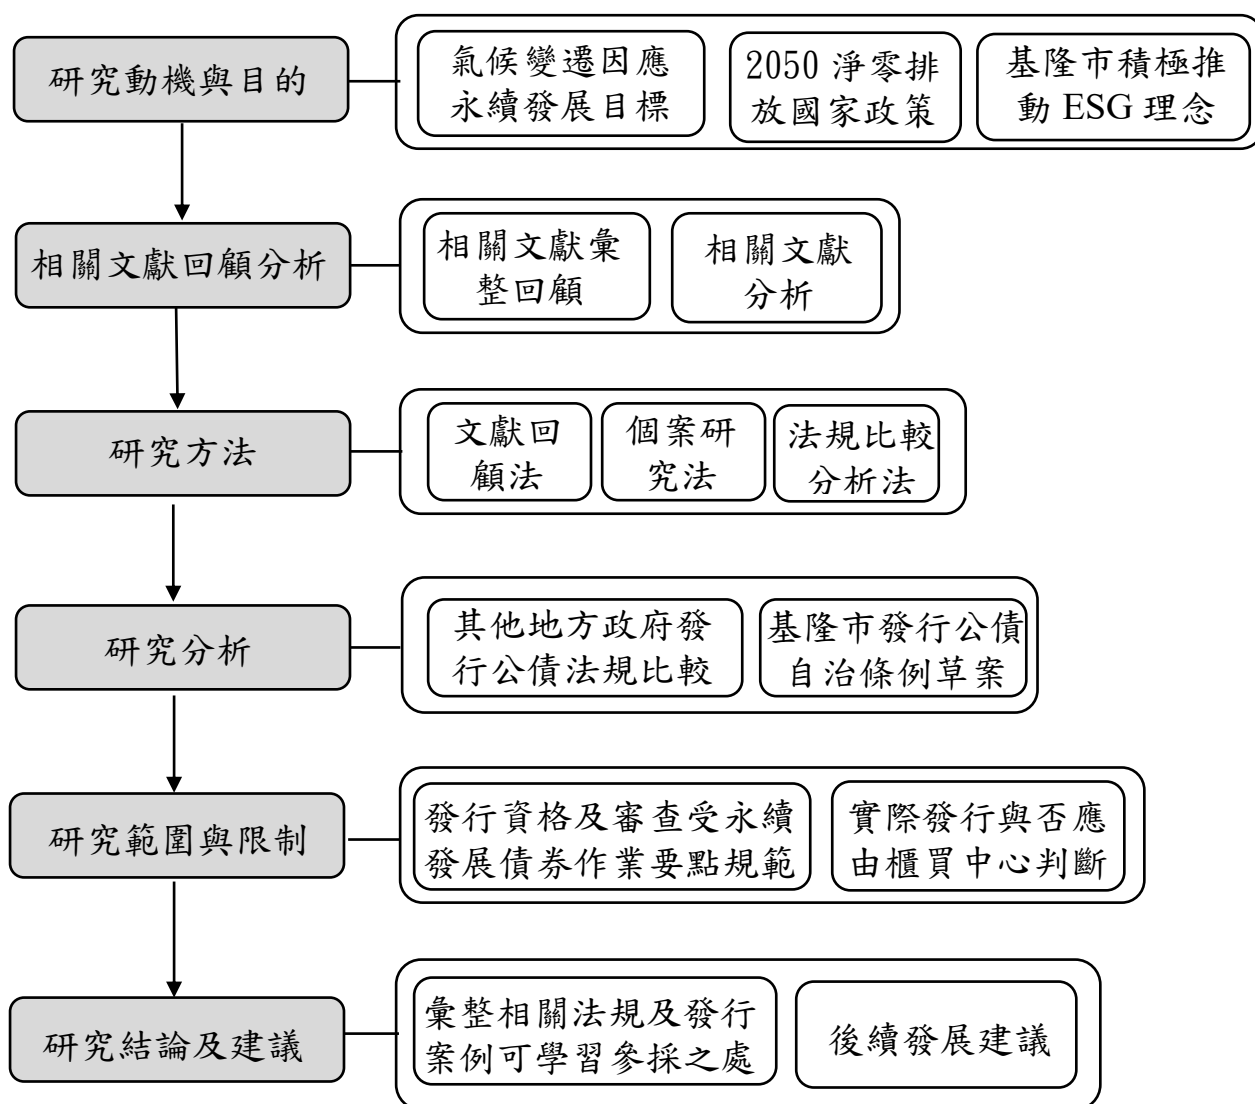 研究動機與目的
氣候變遷因應
永續發展目標
2050 淨零排
放國家政策
基隆市積極推
動 ESG 理念
相關文獻回顧分析
相關文獻彙
整回顧
相關文獻
分析
研究方法
文獻回
顧法
個案研
究法
法規比較
分析法
研究分析
其他地方政府發
行公債法規比較
基隆市發行公債
自治條例草案
研究範圍與限制
發行資格及審查受永續
發展債券作業要點規範
實際發行與否應
由櫃買中心判斷
研究結論及建議
彙整相關法規及發行
案例可學習參採之處
後續發展建議